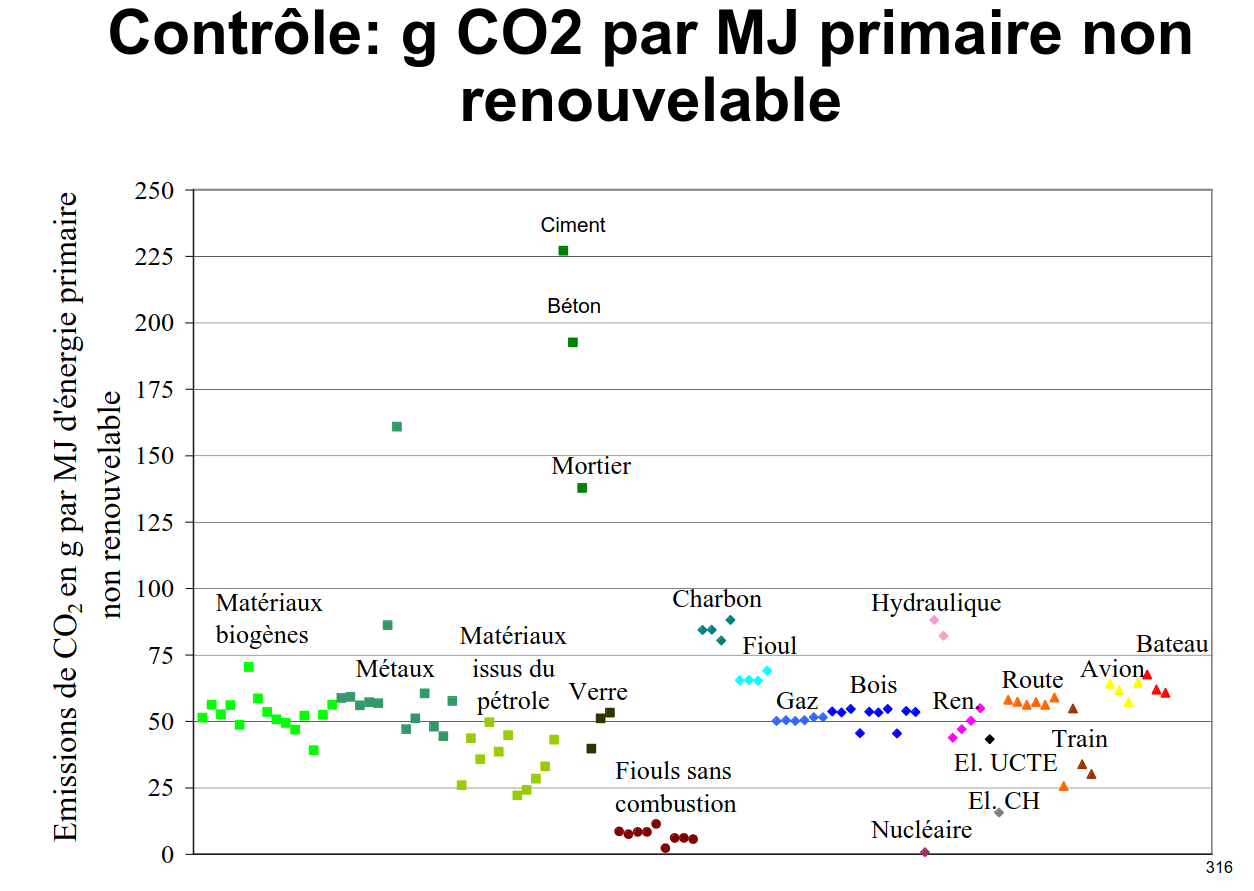 Contrôle: g CO2 par MJ primaire non
renouvelable
Emissions de CO₂ en g par MJ d'énergie primaire
non renouvelable
250
225
200
175
150
125
100
75
50
25
0
Ciment
Béton
Mortier
Matériaux
biogènes
Métaux
Matériaux
issus du
pétrole
Verre
Fiouls sans
combustion
Charbon
Fioul
Gaz
Bois
Hydraulique
Ren.
El. UCTE
El. CH
Nucléaire
Route
Train
Avion
Bateau
316